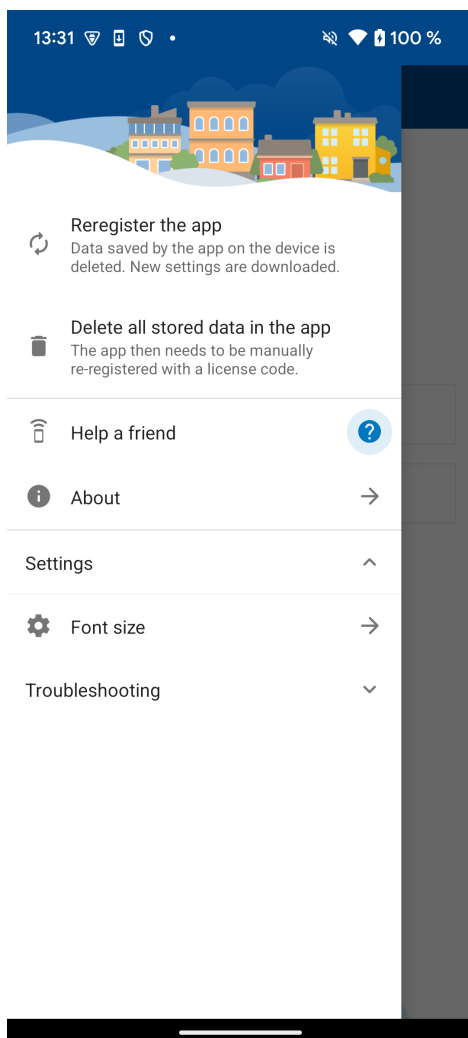 13:31
100 %
Reregister the app
Data saved by the app on the device is
deleted. New settings are downloaded.
Delete all stored data in the app
The app then needs to be manually
re-registered with a license code.
Help a friend
About
Settings
Font size
Troubleshooting